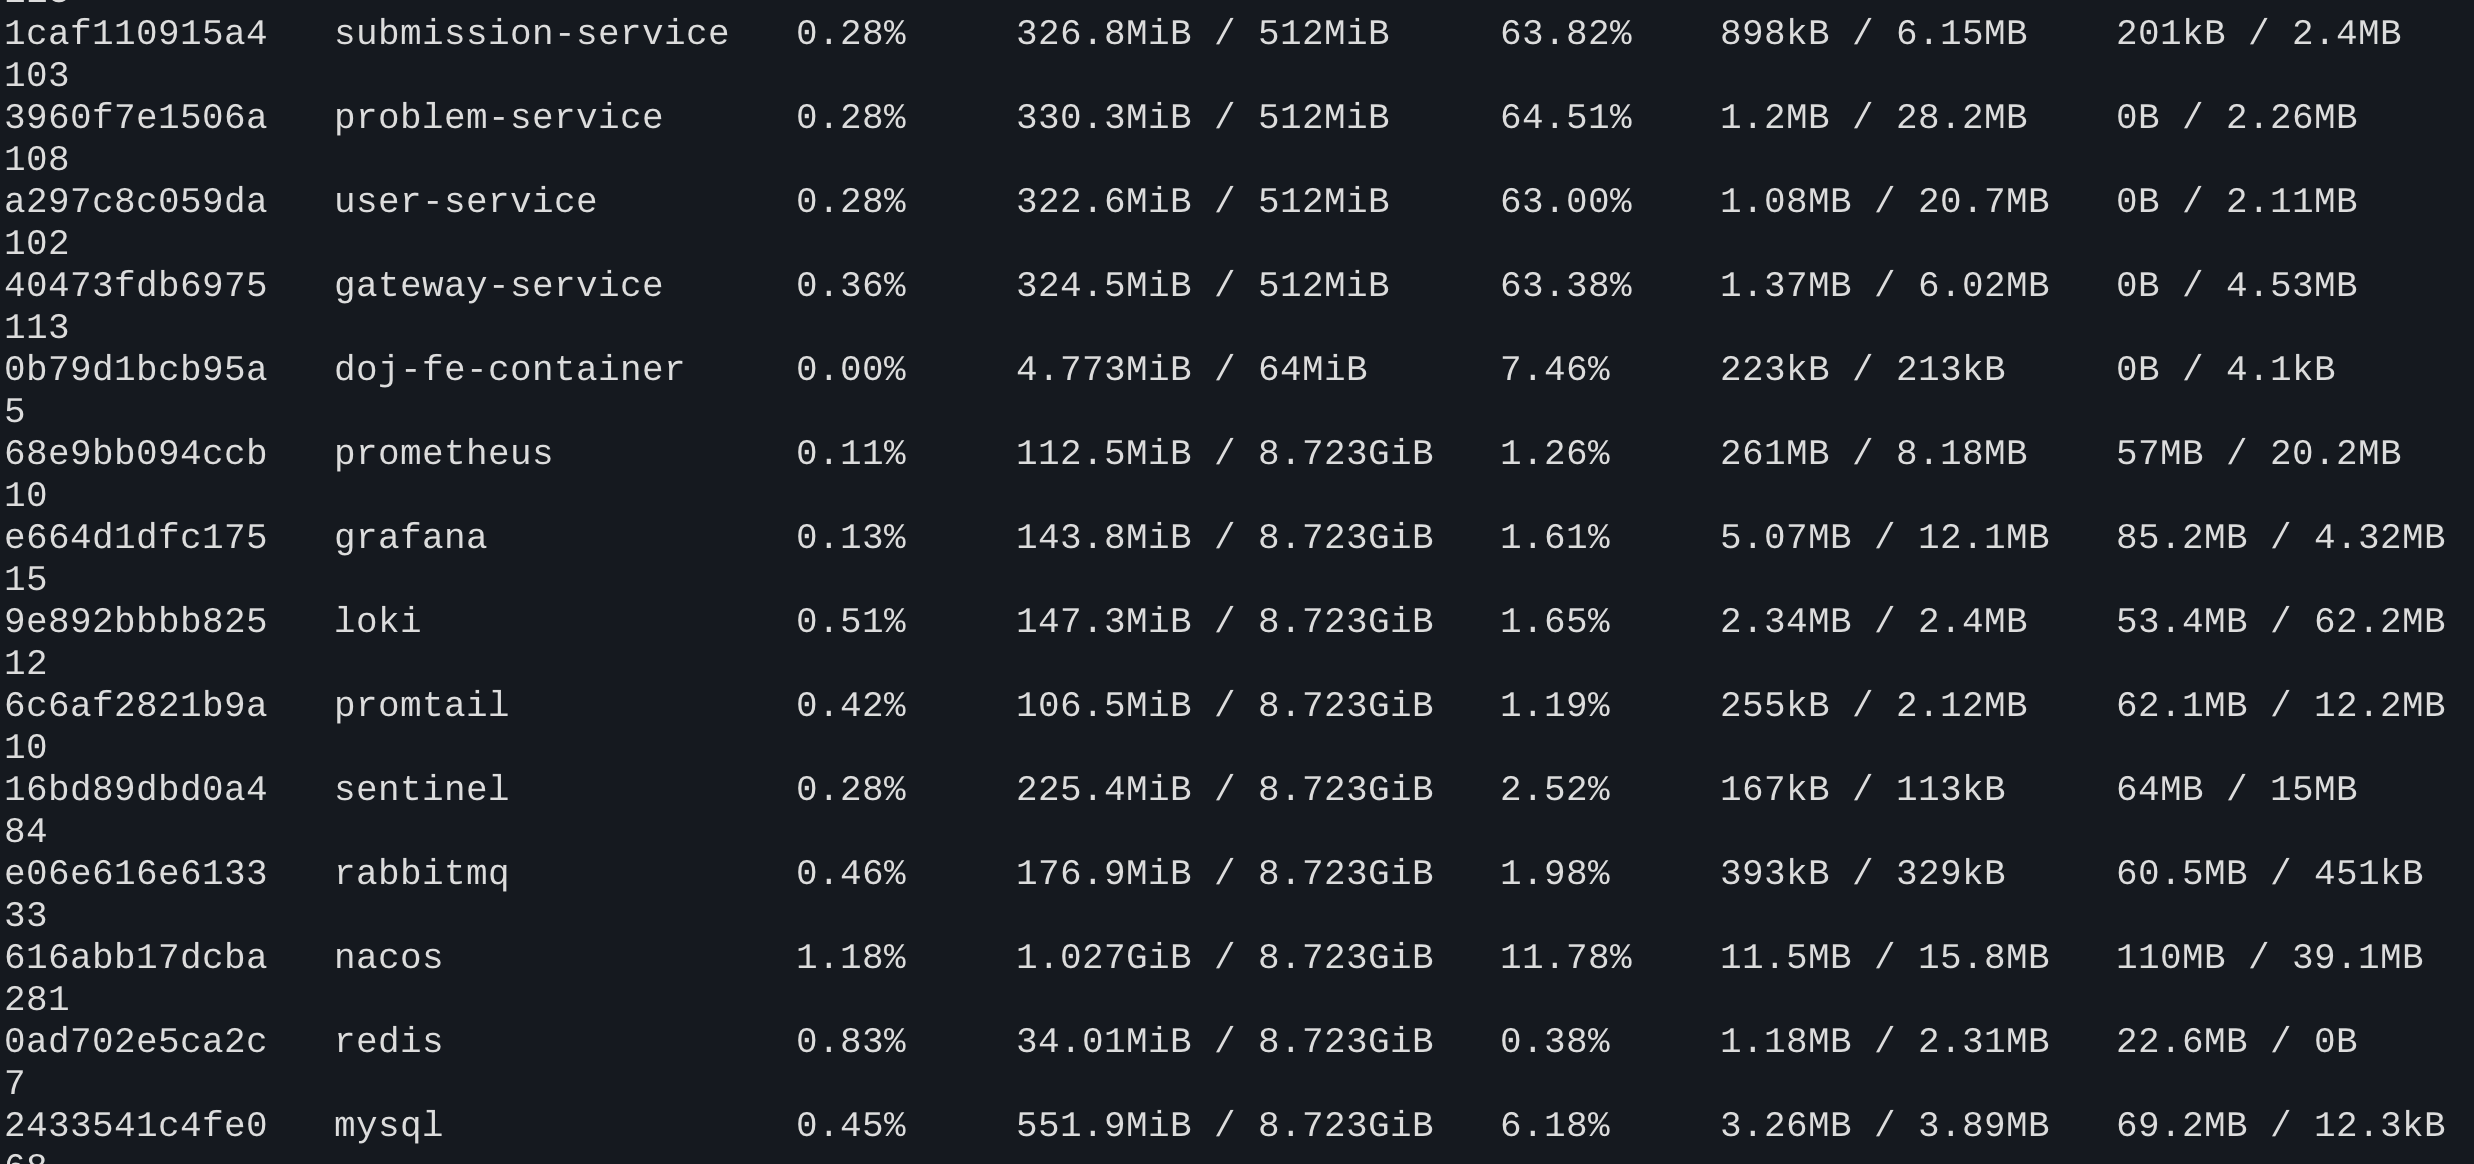 1caf110915a4   submission-service   0.28%     326.8MiB / 512MiB     63.82%    898kB / 6.15MB    201kB / 2.4MB
103
3960f7e1506a   problem-service      0.28%     330.3MiB / 512MiB     64.51%    1.2MB / 28.2MB    0B / 2.26MB
108
a297c8c059da   user-service         0.28%     322.6MiB / 512MiB     63.00%    1.08MB / 20.7MB   0B / 2.11MB
102
40473fdb6975   gateway-service      0.36%     324.5MiB / 512MiB     63.38%    1.37MB / 6.02MB   0B / 4.53MB
113
0b79d1bcb95a   doj-fe-container     0.00%     4.773MiB / 64MiB      7.46%     223kB / 213kB     0B / 4.1kB
5
68e9bb094ccb   prometheus           0.11%     112.5MiB / 8.723GiB   1.26%     261MB / 8.18MB    57MB / 20.2MB
10
e664d1dfc175   grafana              0.13%     143.8MiB / 8.723GiB   1.61%     5.07MB / 12.1MB   85.2MB / 4.32MB
15
9e892bbbb825   loki                 0.51%     147.3MiB / 8.723GiB   1.65%     2.34MB / 2.4MB    53.4MB / 62.2MB
12
6c6af2821b9a   promtail             0.42%     106.5MiB / 8.723GiB   1.19%     255kB / 2.12MB    62.1MB / 12.2MB
10
16bd89dbd0a4   sentinel             0.28%     225.4MiB / 8.723GiB   2.52%     167kB / 113kB     64MB / 15MB
84
e06e616e6133   rabbitmq             0.46%     176.9MiB / 8.723GiB   1.98%     393kB / 329kB     60.5MB / 451kB
33
616abb17dcba   nacos                1.18%     1.027GiB / 8.723GiB   11.78%    11.5MB / 15.8MB   110MB / 39.1MB
281
0ad702e5ca2c   redis                0.83%     34.01MiB / 8.723GiB   0.38%     1.18MB / 2.31MB   22.6MB / 0B
7
2433541c4fe0   mysql                0.45%     551.9MiB / 8.723GiB   6.18%     3.26MB / 3.89MB   69.2MB / 12.3kB